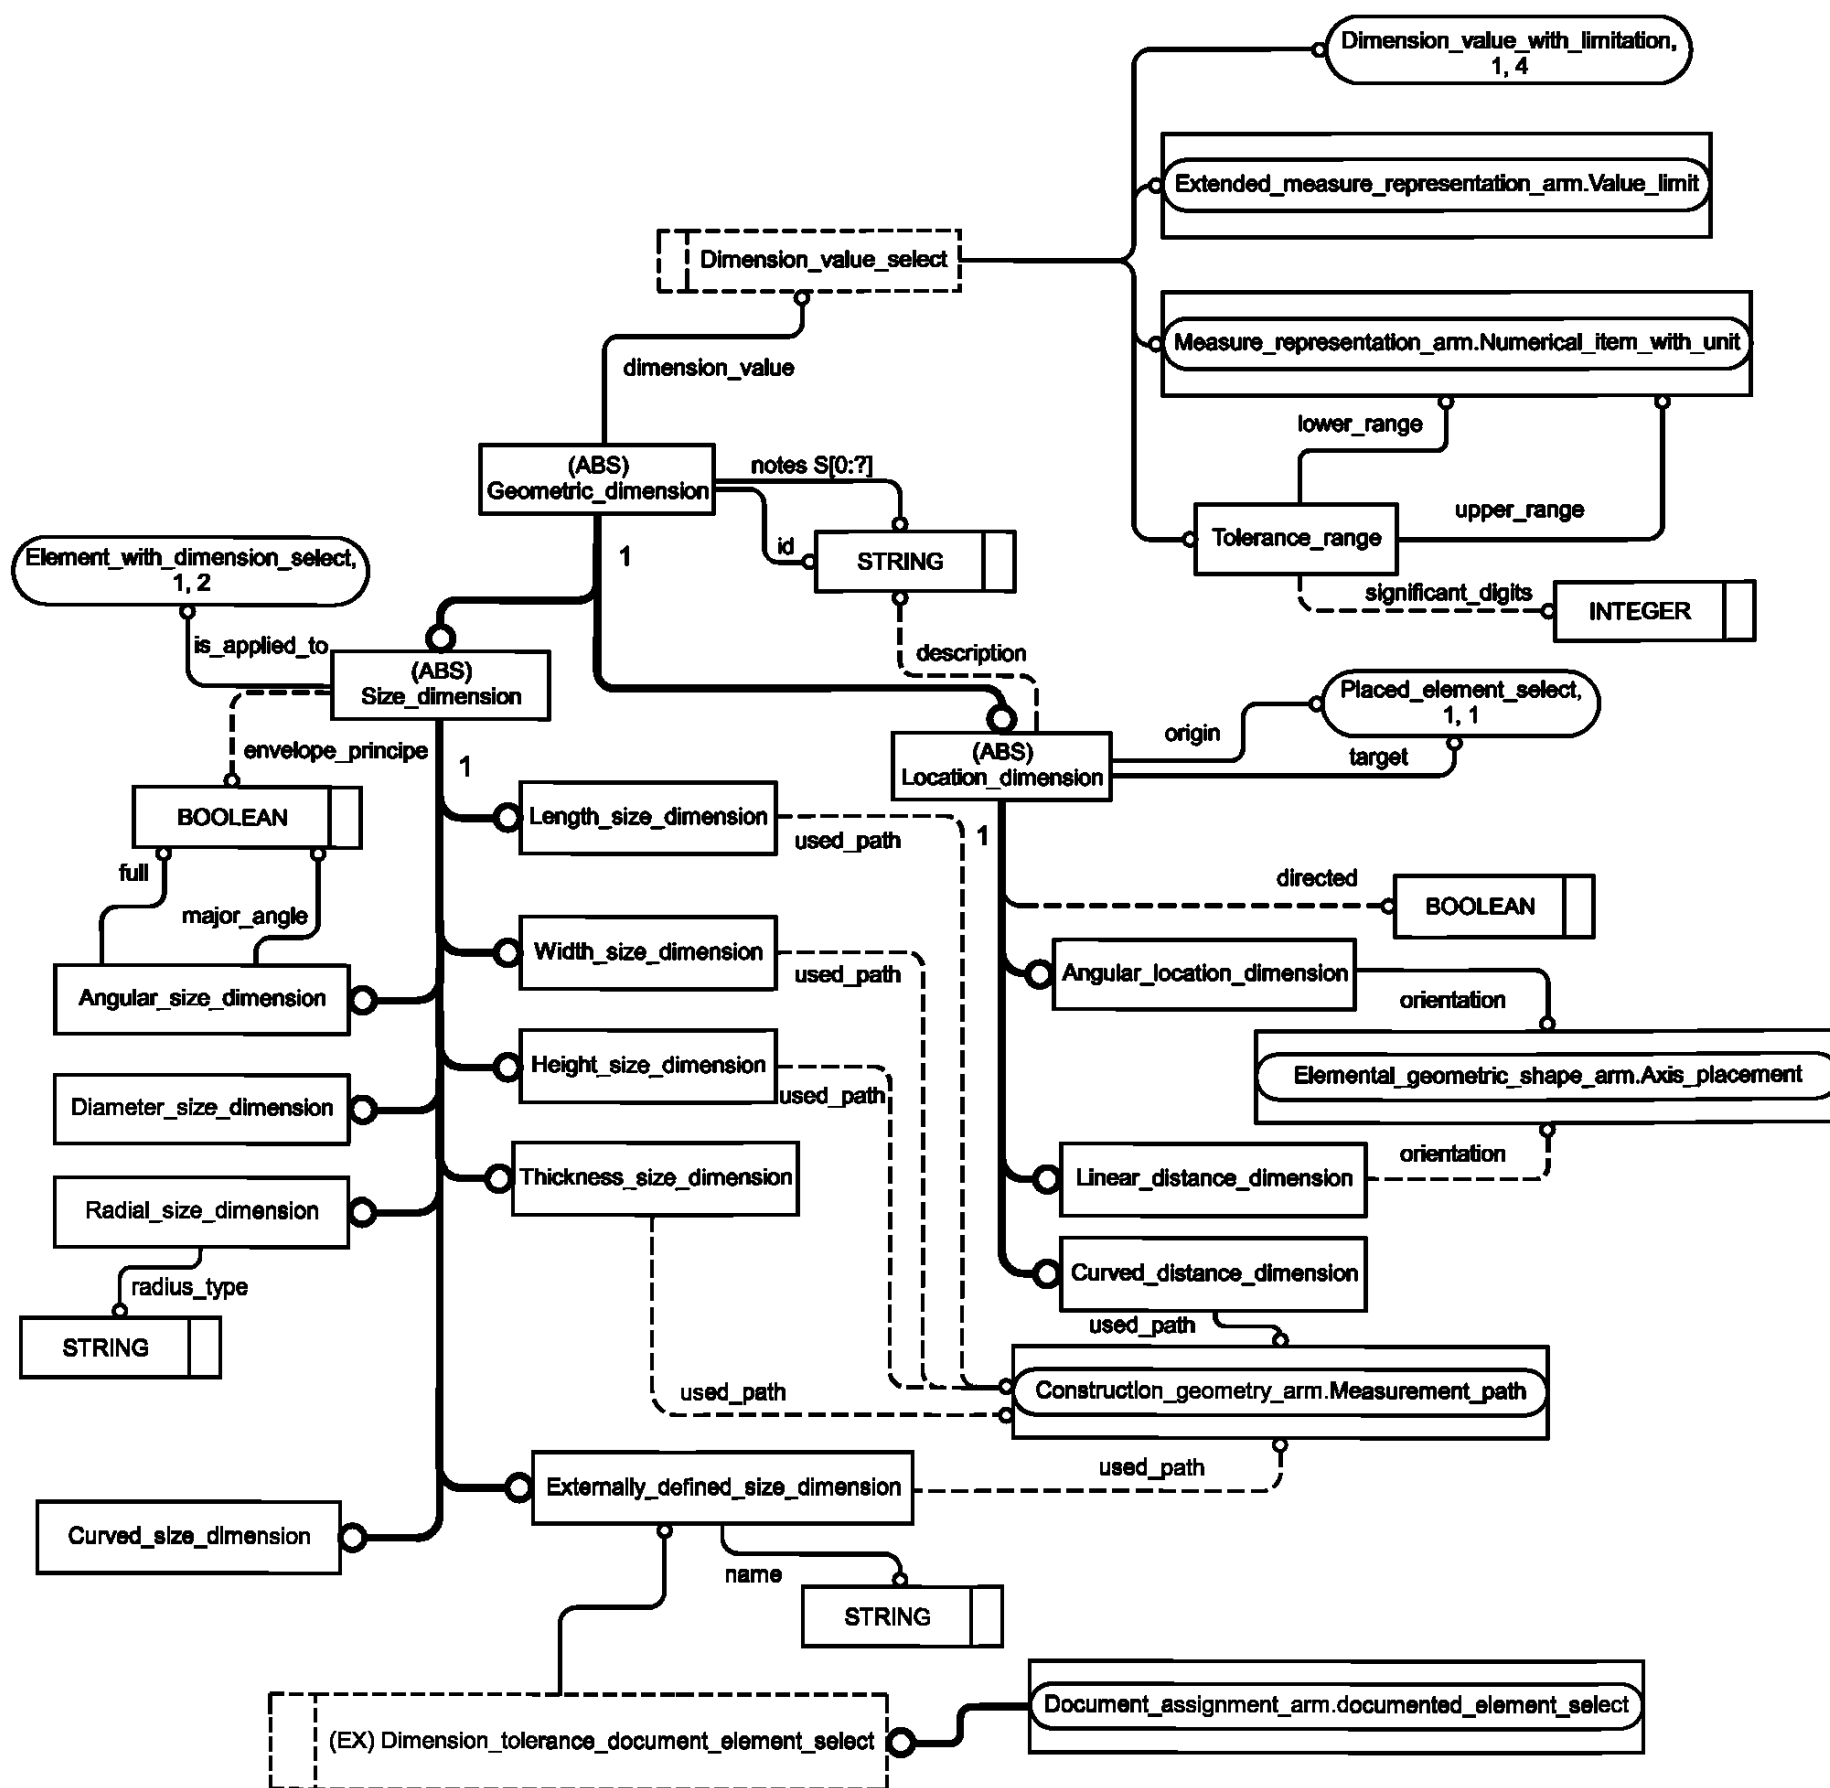 Dimension_value_with_limitation,
1, 4
Extended_measure_representation_arm.Value_limit
Dimension_value_select
Measure_representation_arm.Numerical_item_with_unit
dimension_value
lower_range
(ABS)
Geometric_dimension
notes S[0:?]
upper_range
Tolerance_range
1
id
STRING
Element_with_dimension_select,
1, 2
significant_digits
INTEGER
is_applied_to
description
(ABS)
Size_dimension
Placed_element_select,
1, 1
origin
target
envelope_principe
1
(ABS)
Location_dimension
BOOLEAN
Length_size_dimension
used_path
1
full
directed
BOOLEAN
major_angle
Width_size_dimension
used_path
Angular_location_dimension
orientation
Angular_size_dimension
Height_size_dimension
used_path
Elemental_geometric_shape_arm.Axis_placement
Diameter_size_dimension
orientation
Thickness_size_dimension
Linear_distance_dimension
Radial_size_dimension
radius_type
Curved_distance_dimension
used_path
STRING
used_path
Construction_geometry_arm.Measurement_path
used_path
Externally_defined_size_dimension
Curved_size_dimension
name
STRING
Document_assignment_arm.documented_element_select
(EX) Dimension_tolerance_document_element_select